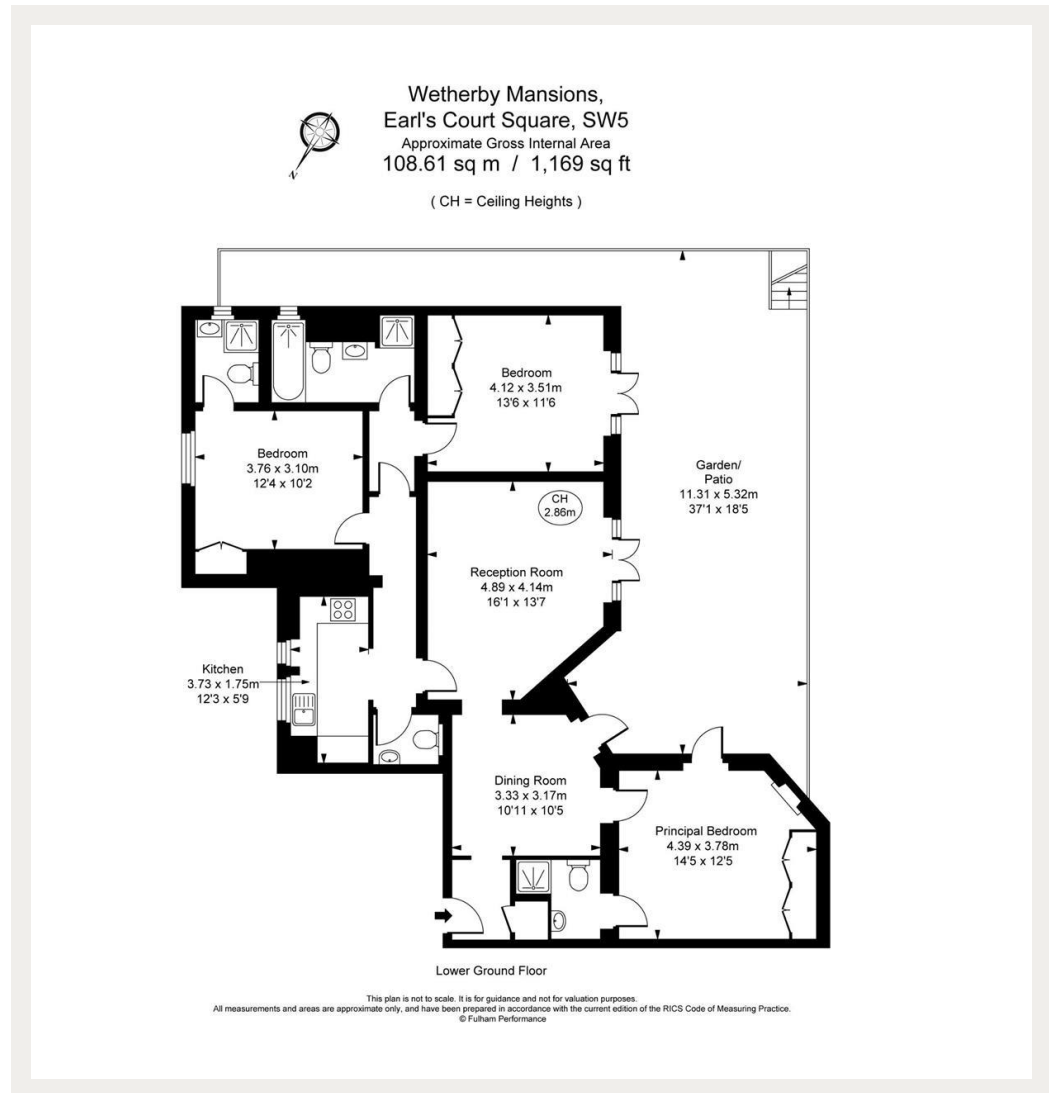 Wetherby Mansions,
Earl's Court Square, SW5
Approximate Gross Internal Area
108.61 sq m / 1,169 sq ft
N
( CH = Ceiling Heights )
Bedroom
4.12 x 3.51m
13'6 x 11'6
Bedroom
3.76 x 3.10m
12'4 x 10'2
Garden/
Patio
11.31 x 5.32m
37'1 x 18'5
CH
2.86m
Reception Room
4.89 x 4.14m
16'1 x 13'7
Kitchen
3.73 x 1.75m
12'3 x 5'9
Dining Room
3.33 x 3.17m
10'11 x 10'5
Principal Bedroom
4.39 x 3.78m
14'5 x 12'5
Lower Ground Floor
This plan is not to scale. It is for guidance and not for valuation purposes.
All measurements and areas are approximate only, and have been prepared in accordance with the current edition of the RICS Code of Measuring Practice.
© Fulham Performance